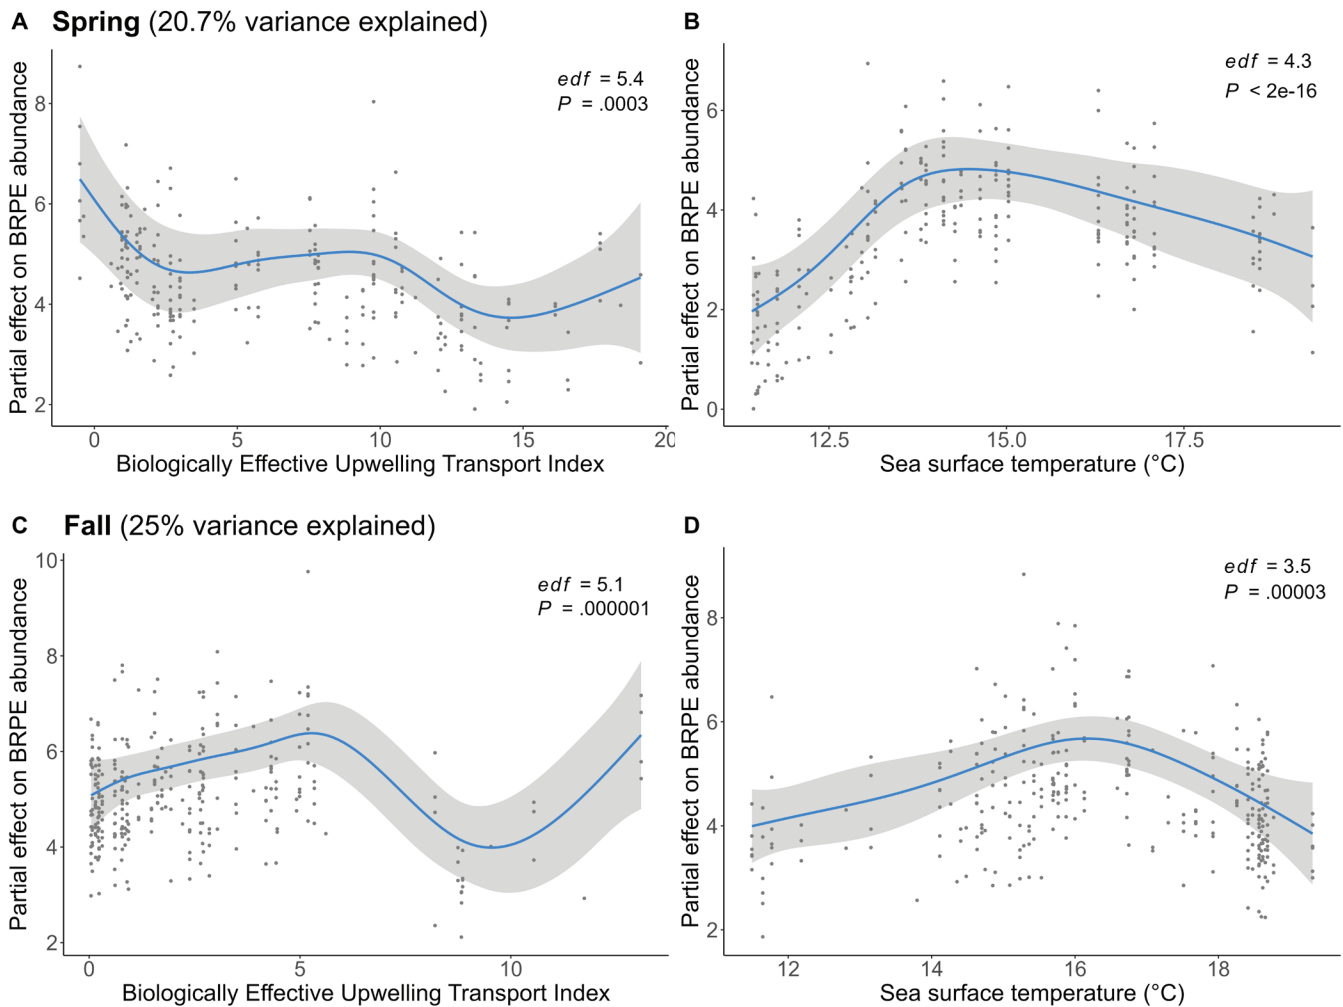 A Spring (20.7% variance explained)
edf = 5.4
P = .0003
Partial effect on BRPE abundance
8
6
4
2
0 5 10 15 20
Biologically Effective Upwelling Transport Index
B
edf = 4.3
P < 2e-16
Partial effect on BRPE abundance
6
4
2
0
12.5 15.0 17.5
Sea surface temperature (°C)
C Fall (25% variance explained)
edf = 5.1
P = .000001
Partial effect on BRPE abundance
10
8
6
4
2
0 5 10
Biologically Effective Upwelling Transport Index
D
edf = 3.5
P = .00003
Partial effect on BRPE abundance
8
6
4
2
12 14 16 18
Sea surface temperature (°C)